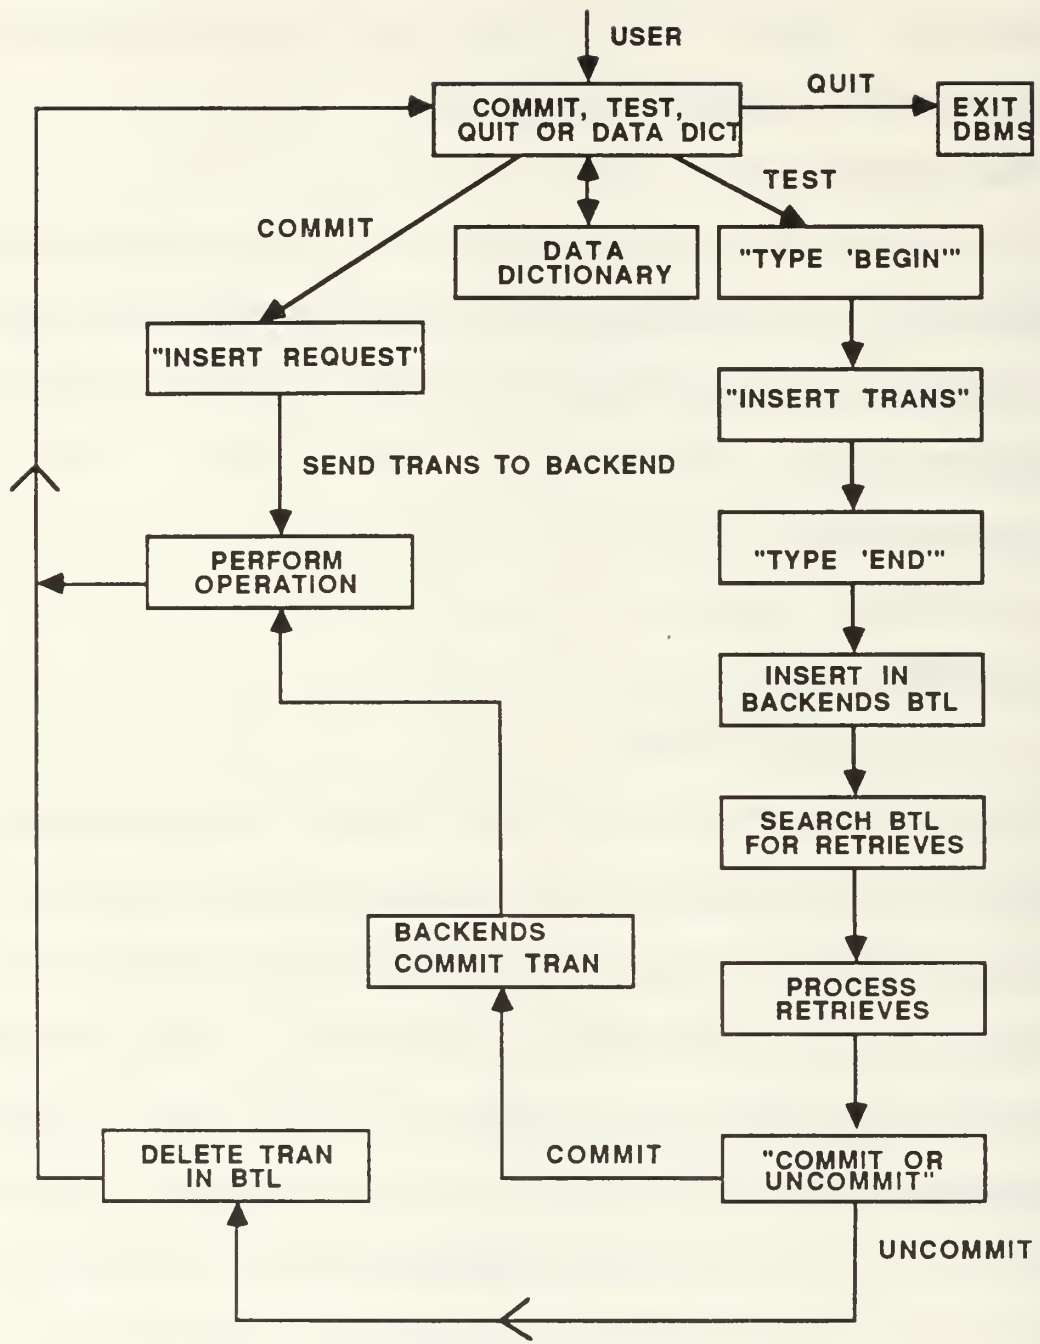 USER
COMMIT, TEST,
QUIT OR DATA DICT
QUIT
EXIT
DBMS
TEST
COMMIT
DATA
DICTIONARY
"TYPE 'BEGIN'"
"INSERT REQUEST"
"INSERT TRANS"
SEND TRANS TO BACKEND
PERFORM
OPERATION
"TYPE 'END'"
INSERT IN
BACKENDS BTL
SEARCH BTL
FOR RETRIEVES
BACKENDS
COMMIT TRAN
PROCESS
RETRIEVES
DELETE TRAN
IN BTL
COMMIT
"COMMIT OR
UNCOMMIT"
UNCOMMIT